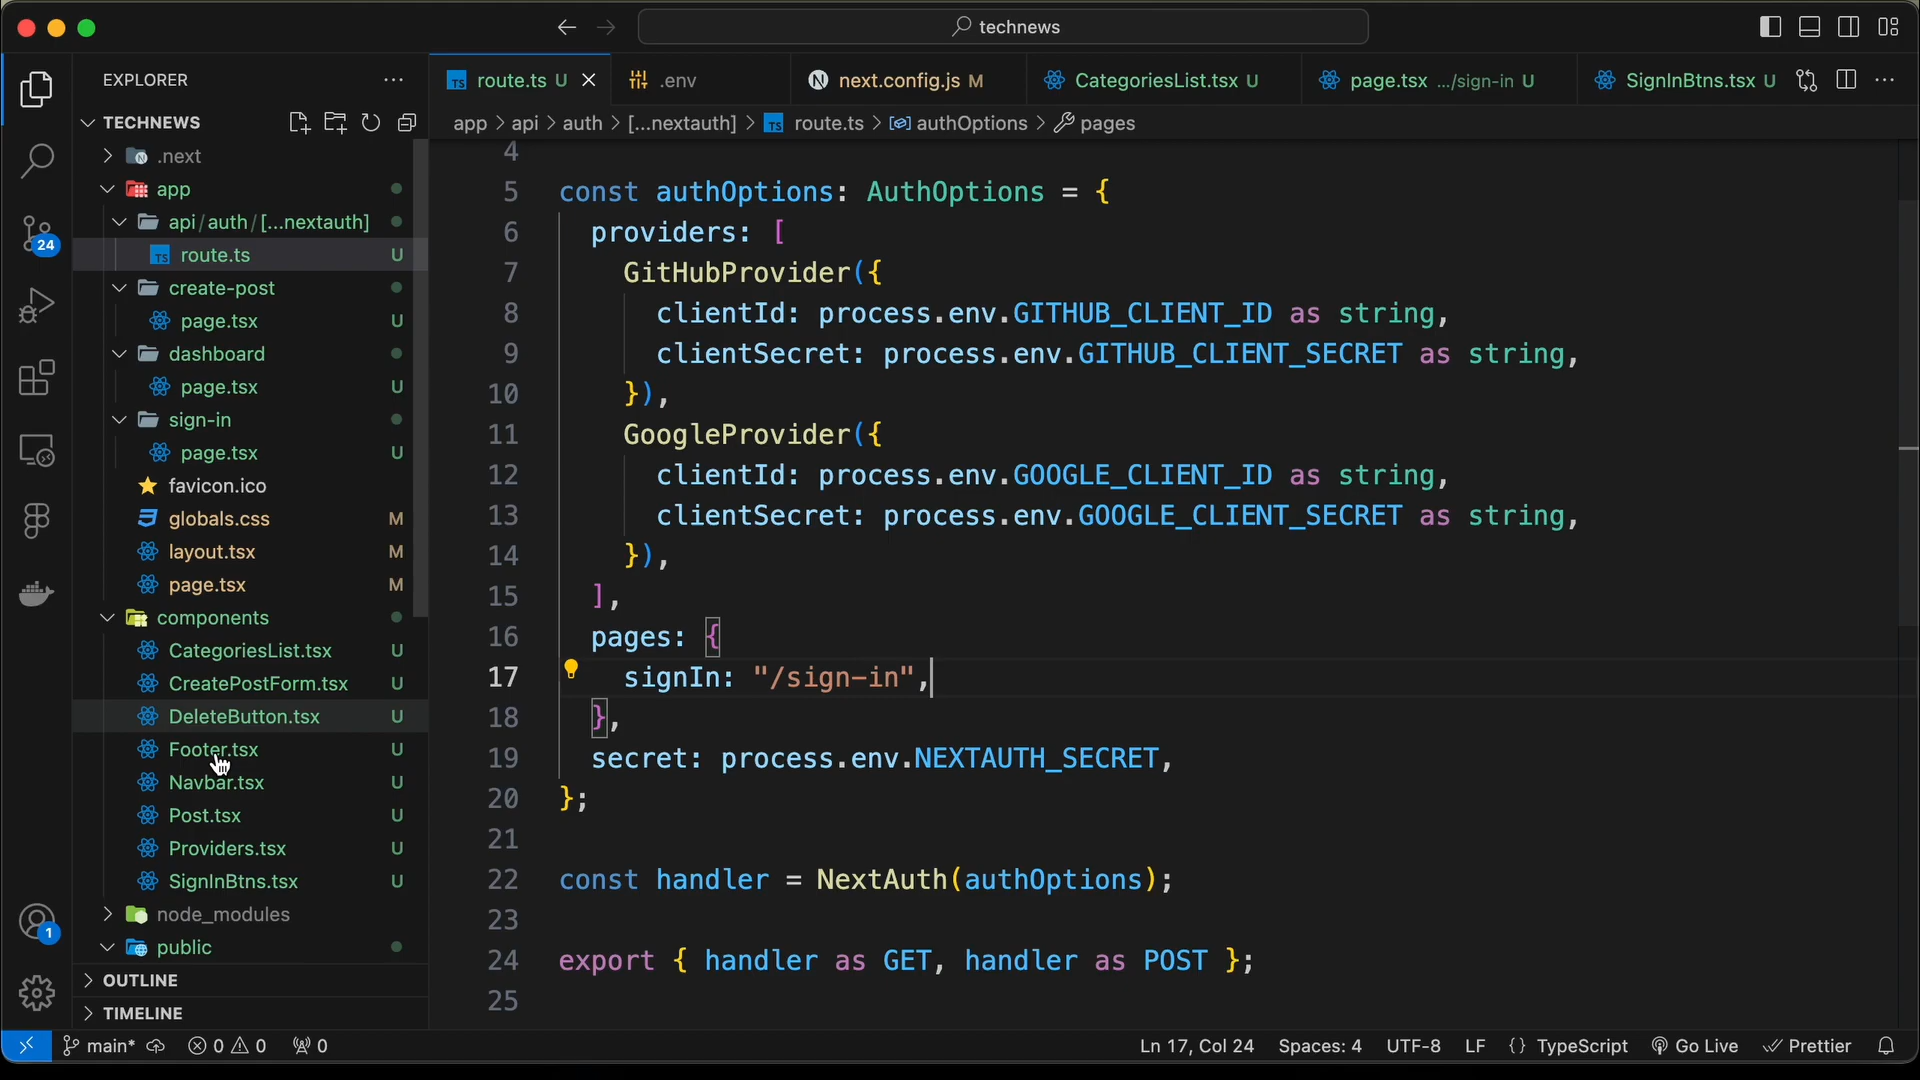 technews
EXPLORER
route.ts U
.env
next.config.js M
CategoriesList.tsx U
page.tsx .../sign-in U
SignInBtns.tsx U
TECHNEWS
app > api > auth > [...nextauth] > TS route.ts > authOptions > pages
.next
app
api/auth/[...nextauth]
TS route.ts U
create-post
page.tsx U
dashboard
page.tsx U
sign-in
page.tsx U
favicon.ico
globals.css M
layout.tsx M
page.tsx M
components
CategoriesList.tsx U
CreatePostForm.tsx U
DeleteButton.tsx U
Footer.tsx U
Navbar.tsx U
Post.tsx U
Providers.tsx U
SignInBtns.tsx U
node_modules
public
OUTLINE
TIMELINE
24
1
4
5 const authOptions: AuthOptions = {
6 providers: [
7 GitHubProvider({
8 clientId: process.env.GITHUB_CLIENT_ID as string,
9 clientSecret: process.env.GITHUB_CLIENT_SECRET as string,
10 }),
11 GoogleProvider({
12 clientId: process.env.GOOGLE_CLIENT_ID as string,
13 clientSecret: process.env.GOOGLE_CLIENT_SECRET as string,
14 }),
15 ],
16 pages: {
17 signIn: "/sign-in",
18 },
19 secret: process.env.NEXTAUTH_SECRET,
20 };
21
22 const handler = NextAuth(authOptions);
23
24 export { handler as GET, handler as POST };
25
main* 0 0 0 Ln 17, Col 24 Spaces: 4 UTF-8 LF {} TypeScript Go Live Prettier